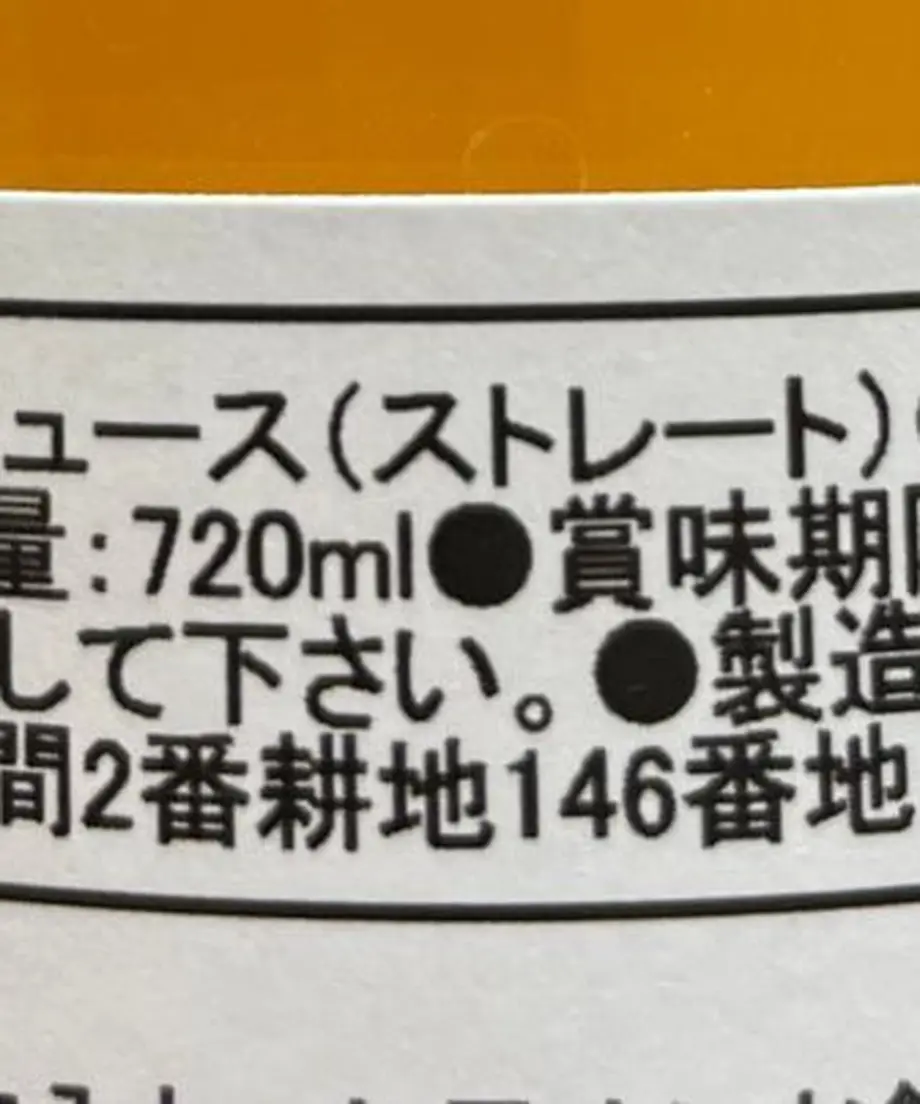 ュース(ストレート)
量:720ml●賞味期
して下さい。●製造
間2番耕地146番地